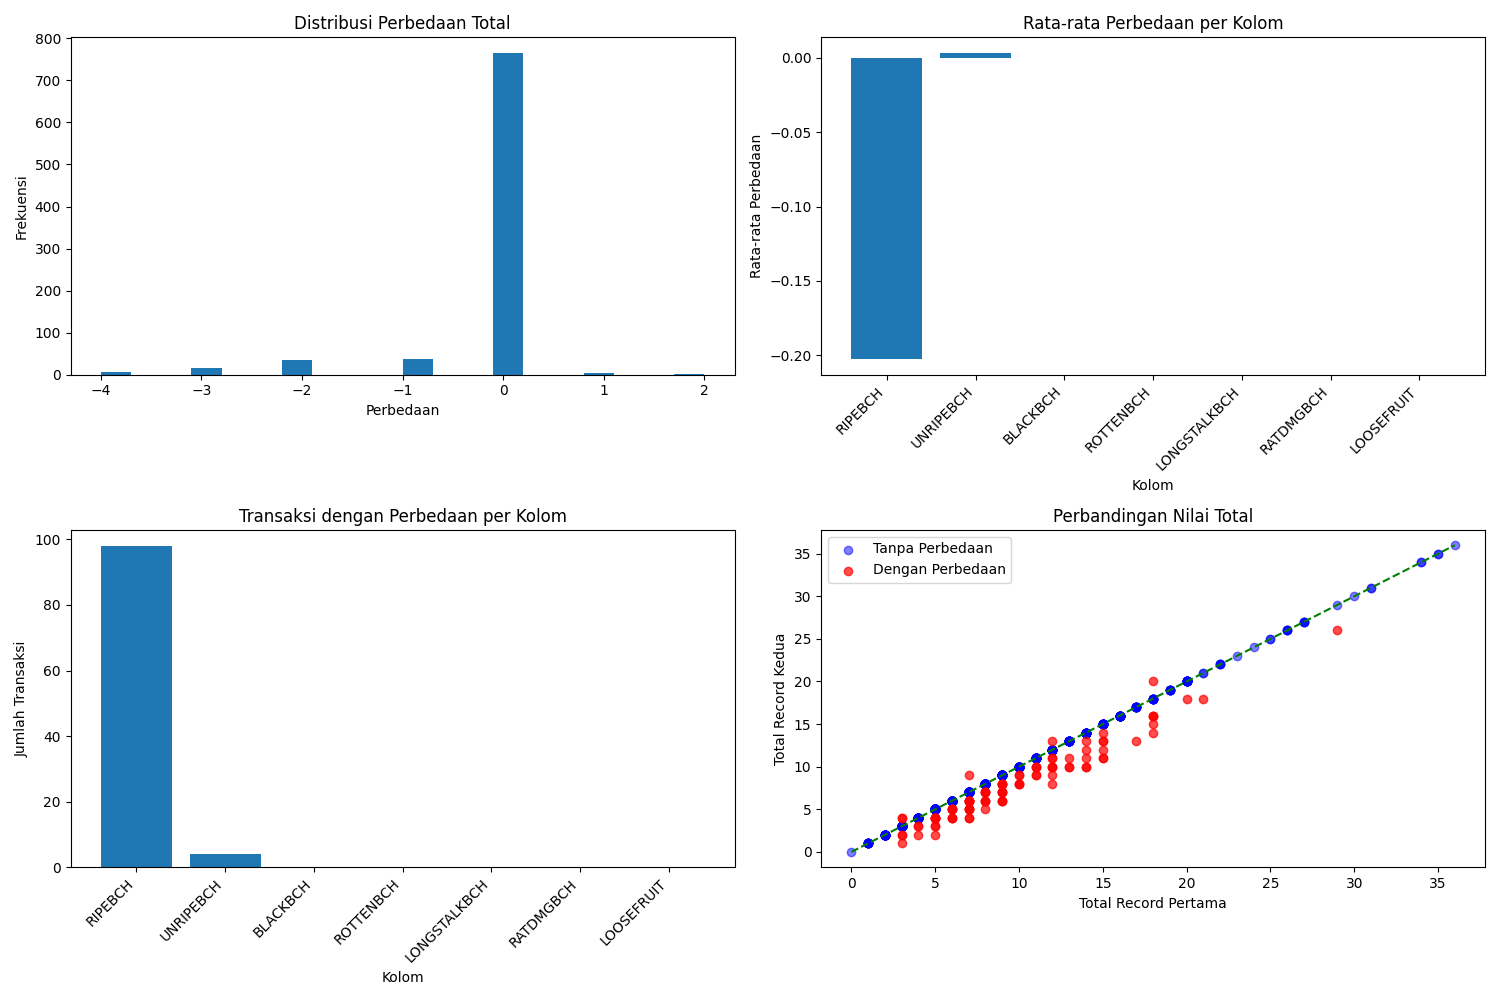 Distribusi Perbedaan Total
800
700
600
500
400
300
200
100
0
Frekuensi
−4 −3 −2 −1 0 1 2
Perbedaan
Rata-rata Perbedaan per Kolom
0.00
−0.05
−0.10
−0.15
−0.20
Rata-rata Perbedaan
RIPEBCH
UNRIPEBCH
BLACKBCH
ROTTENBCH
LONGSTALKBCH
RATDMGBCH
LOOSEFRUIT
Kolom
Transaksi dengan Perbedaan per Kolom
100
80
60
40
20
0
Jumlah Transaksi
RIPEBCH
UNRIPEBCH
BLACKBCH
ROTTENBCH
LONGSTALKBCH
RATDMGBCH
LOOSEFRUIT
Kolom
Perbandingan Nilai Total
Tanpa Perbedaan
Dengan Perbedaan
35
30
25
20
15
10
5
0
Total Record Kedua
0 5 10 15 20 25 30 35
Total Record Pertama